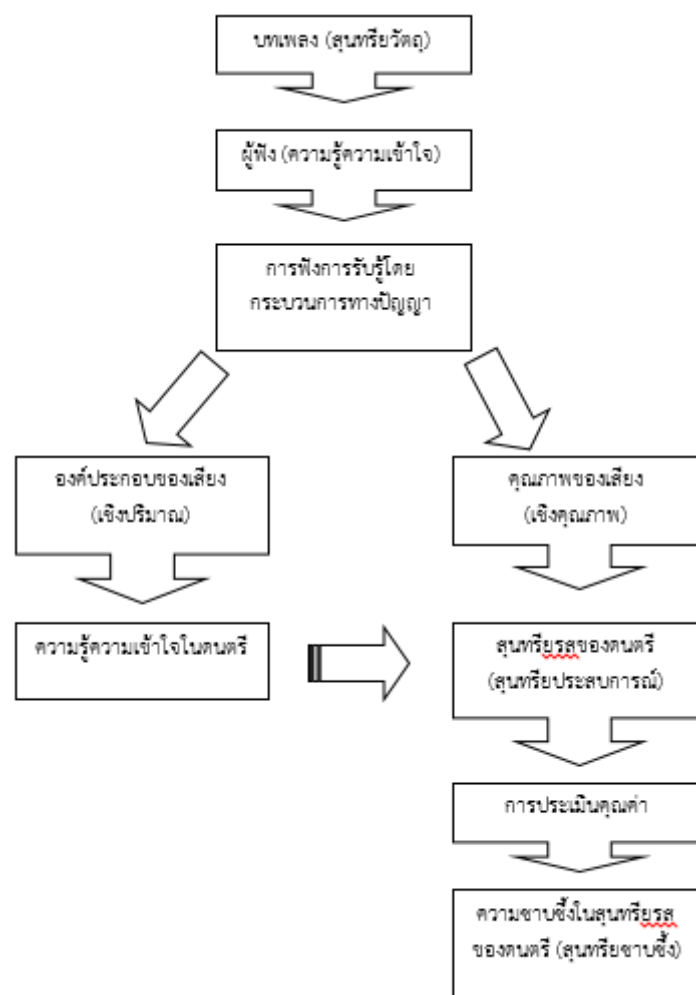 บทเพลง (สุนทรียวัตถุ)
ผู้ฟัง (ความรู้ความเข้าใจ)
การฟังการรับรู้โดย
กระบวนการทางปัญญา
องค์ประกอบของเสียง
(เชิงปริมาณ)
คุณภาพของเสียง
(เชิงคุณภาพ)
ความรู้ความเข้าใจในดนตรี
สุนทรียรสของดนตรี
(สุนทรียประสบการณ์)
การประเมินคุณค่า
ความซาบซึ้งในสุนทรียรส
ของดนตรี (สุนทรียซาบซึ้ง)